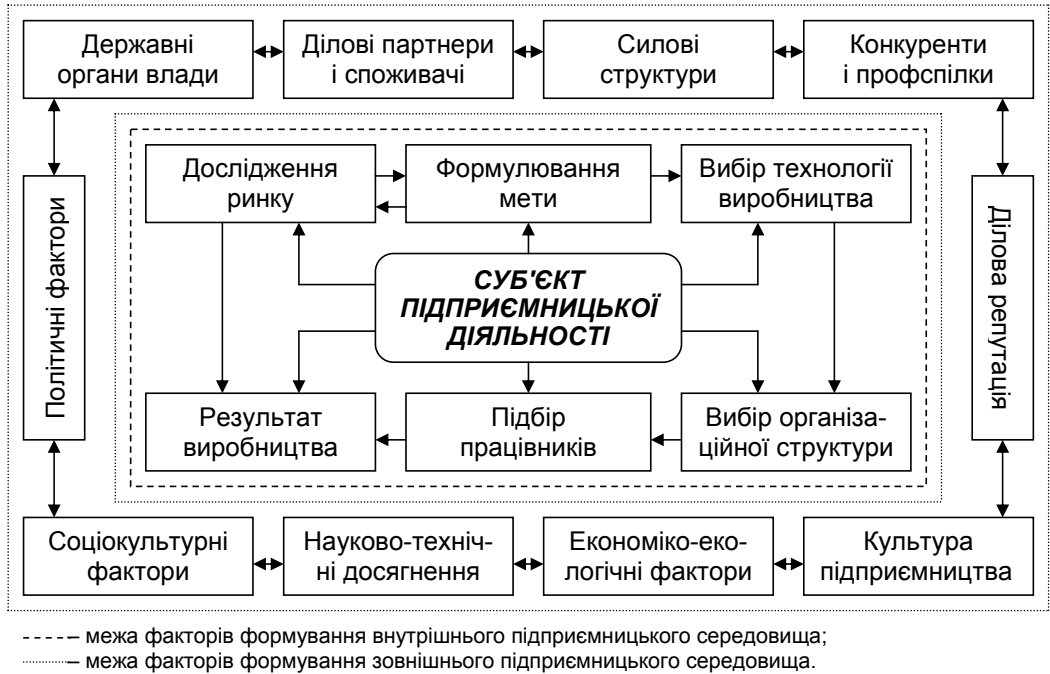 Державні
органи влади
Ділові партнери
і споживачі
Силові
структури
Конкуренти
і профспілки
Політичні фактори
Дослідження
ринку
Формулювання
мети
Вибір технології
виробництва
Ділова репутація
СУБ'ЄКТ
ПІДПРИЄМНИЦЬКОЇ
ДІЯЛЬНОСТІ
Результат
виробництва
Підбір
працівників
Вибір організа-
ційної структури
Соціокультурні
фактори
Науково-техніч-
ні досягнення
Економіко-еко-
логічні фактори
Культура
підприємництва
– межа факторів формування внутрішнього підприємницького середовища;
– межа факторів формування зовнішнього підприємницького середовища.